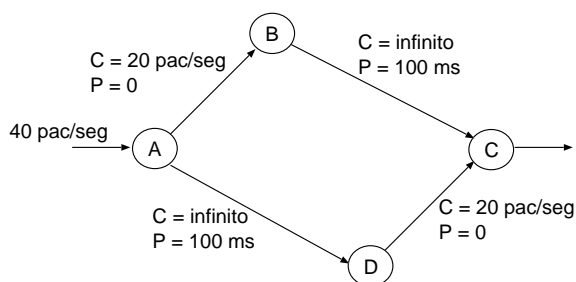 B
C = 20 pac/seg
P = 0
C = infinito
P = 100 ms
40 pac/seg
A
C
C = infinito
P = 100 ms
C = 20 pac/seg
P = 0
D